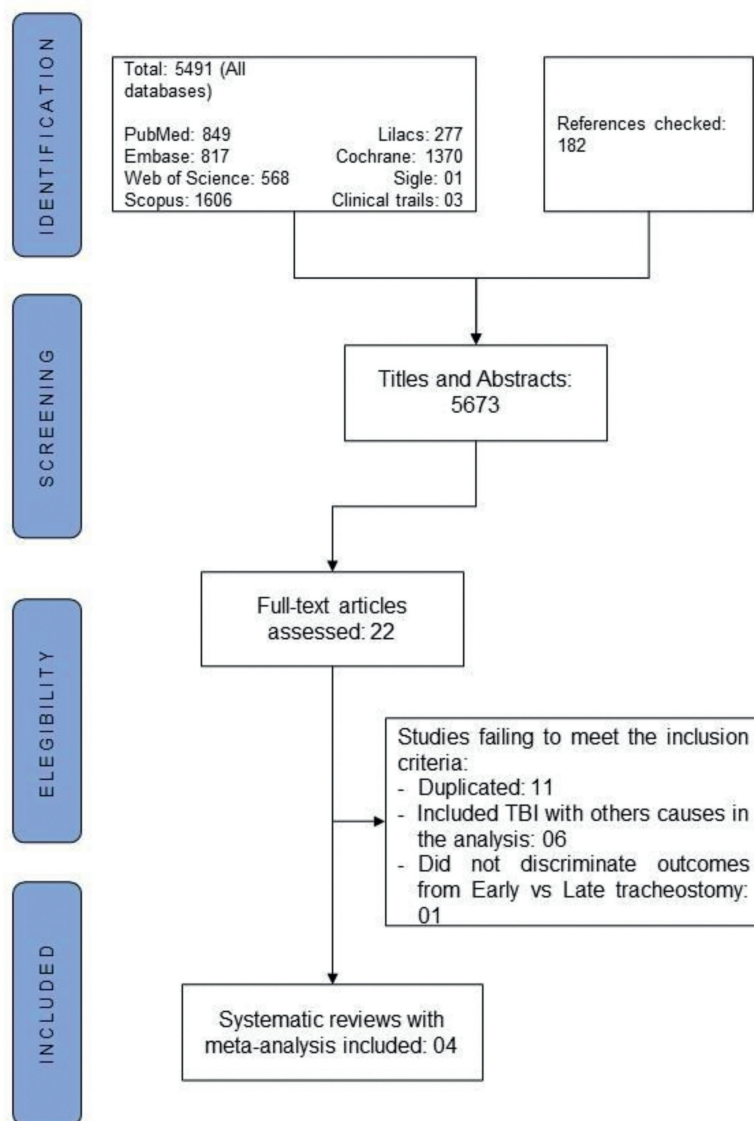 IDENTIFICATION
Total: 5491 (All
databases)
PubMed: 849
Embase: 817
Web of Science: 568
Scopus: 1606
Lilacs: 277
Cochrane: 1370
Sigle: 01
Clinical trails: 03
References checked:
182
SCREENING
Titles and Abstracts:
5673
ELEGIBILITY
Full-text articles
assessed: 22
Studies failing to meet the inclusion
criteria:
- Duplicated: 11
- Included TBI with others causes in
the analysis: 06
- Did not discriminate outcomes
from Early vs Late tracheostomy:
01
INCLUDED
Systematic reviews with
meta-analysis included: 04